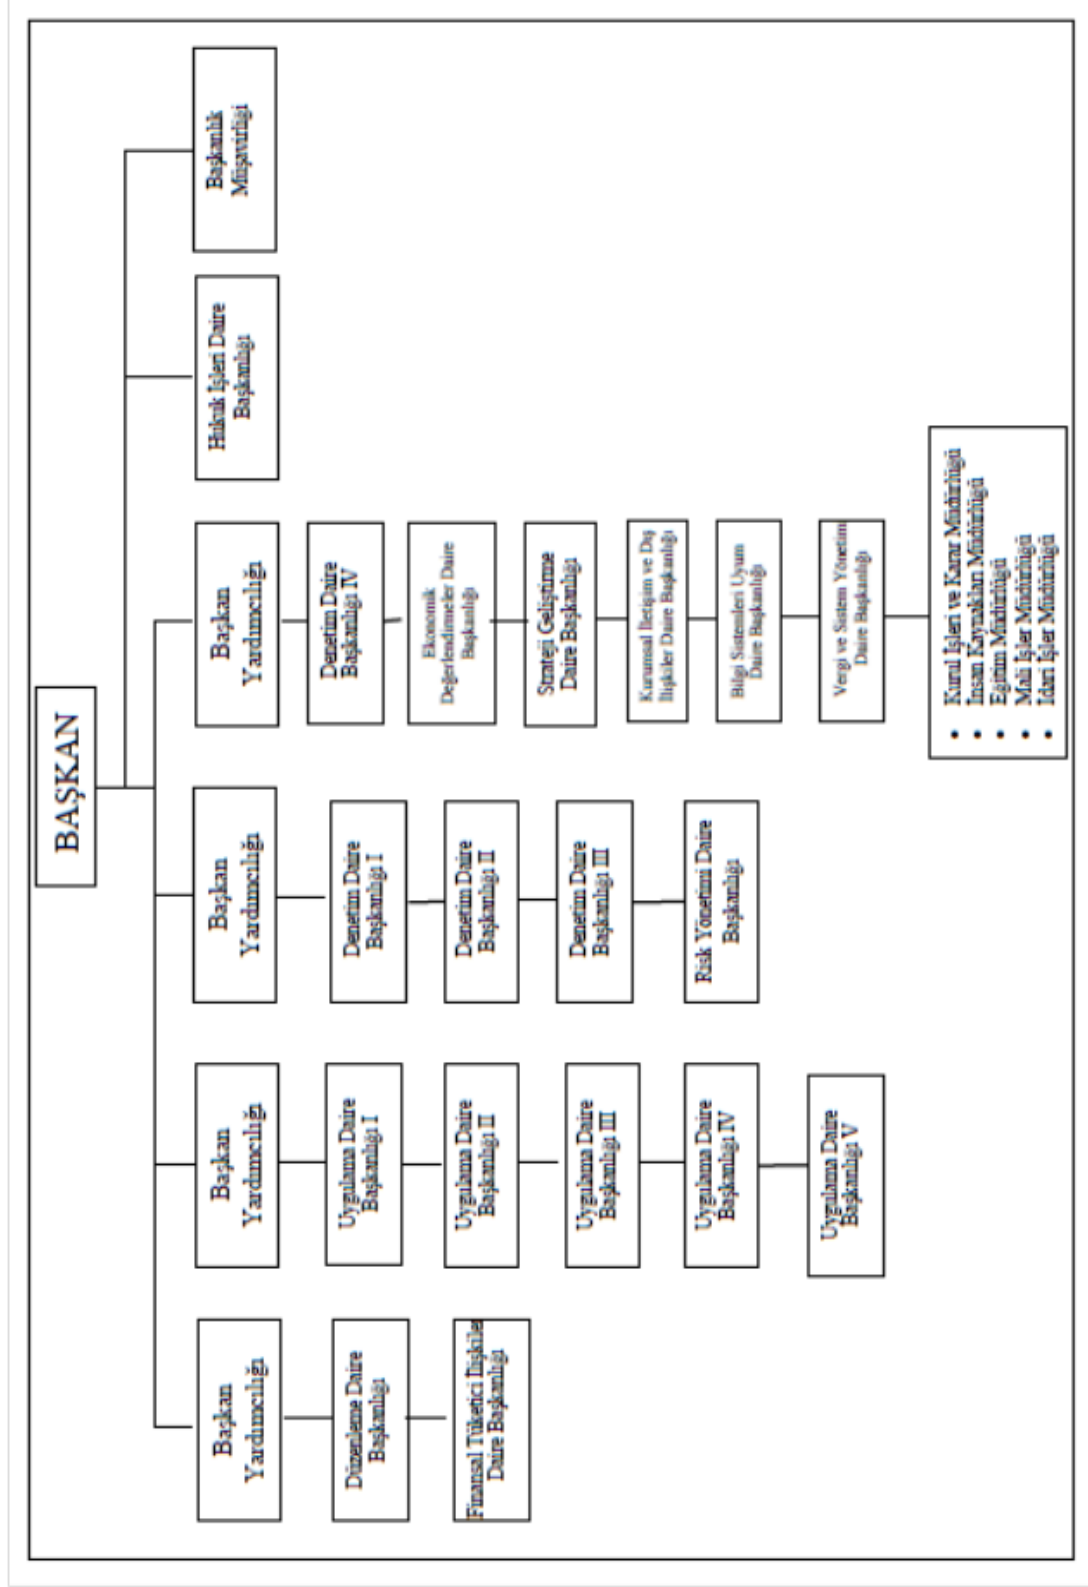 BAŞKAN
Başkan
Yardımcılığı
Başkan
Yardımcılığı
Başkan
Yardımcılığı
Başkan
Yardımcılığı
Hukuk İşleri Daire
Başkanlığı
Başkanlık
Müşavirliği
Düzenleme Daire
Başkanlığı
Finansal Tüketici İlişkiler
Daire Başkanlığı
Uygulama Daire
Başkanlığı I
Uygulama Daire
Başkanlığı II
Uygulama Daire
Başkanlığı III
Uygulama Daire
Başkanlığı IV
Uygulama Daire
Başkanlığı V
Denetim Daire
Başkanlığı I
Denetim Daire
Başkanlığı II
Denetim Daire
Başkanlığı III
Risk Yönetimi Daire
Başkanlığı
Denetim Daire
Başkanlığı IV
Ekonomik
Değerlendirmeler Daire
Başkanlığı
Strateji Geliştirme
Daire Başkanlığı
Kurumsal İletişim ve Dış
İlişkiler Daire Başkanlığı
Bilgi Sistemleri Uyum
Daire Başkanlığı
Vergi ve Sistem Yönetim
Daire Başkanlığı
• Kurul İşleri ve Karar Müdürlüğü
• İnsan Kaynakları Müdürlüğü
• Eğitim Müdürlüğü
• Mali İşler Müdürlüğü
• İdari İşler Müdürlüğü